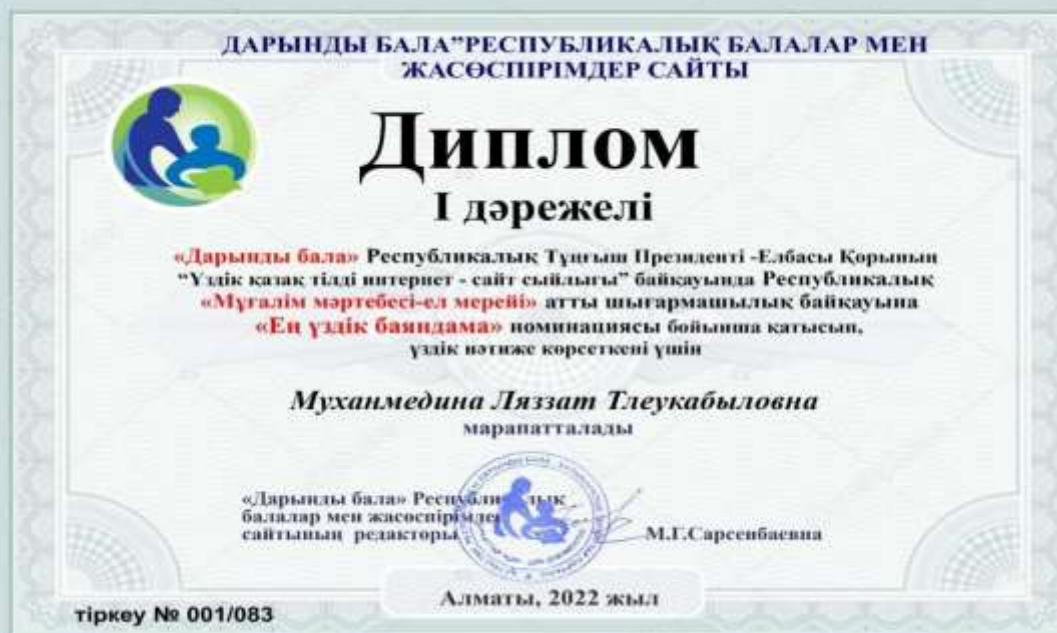 ДАРЫНДЫ БАЛА”РЕСПУБЛИКАЛЫҚ БАЛАЛАР МЕН
ЖАСӨСПІРІМДЕР САЙТЫ
Диплом
І дәрежелі
«Дарынды бала» Республикалық Тұңғыш Президенті -Елбасы Қорының
“Үздік қазақ тілді интернет - сайт сыйлығы” байқауында Республикалық
«Мұғалім мәртебесі-ел мерейі» атты шығармашылық байқауына
«Ең үздік баяндама» номинациясы бойынша қатысып,
үздік нәтиже көрсеткені үшін
Муханмедина Ляззат Тлеукабыловна
марапатталады
«Дарынды бала» Республикалық
балалар мен жасөспірімдер
сайтының редакторы
М.Г.Сарсенбаевна
Алматы, 2022 жыл
тіркеу № 001/083